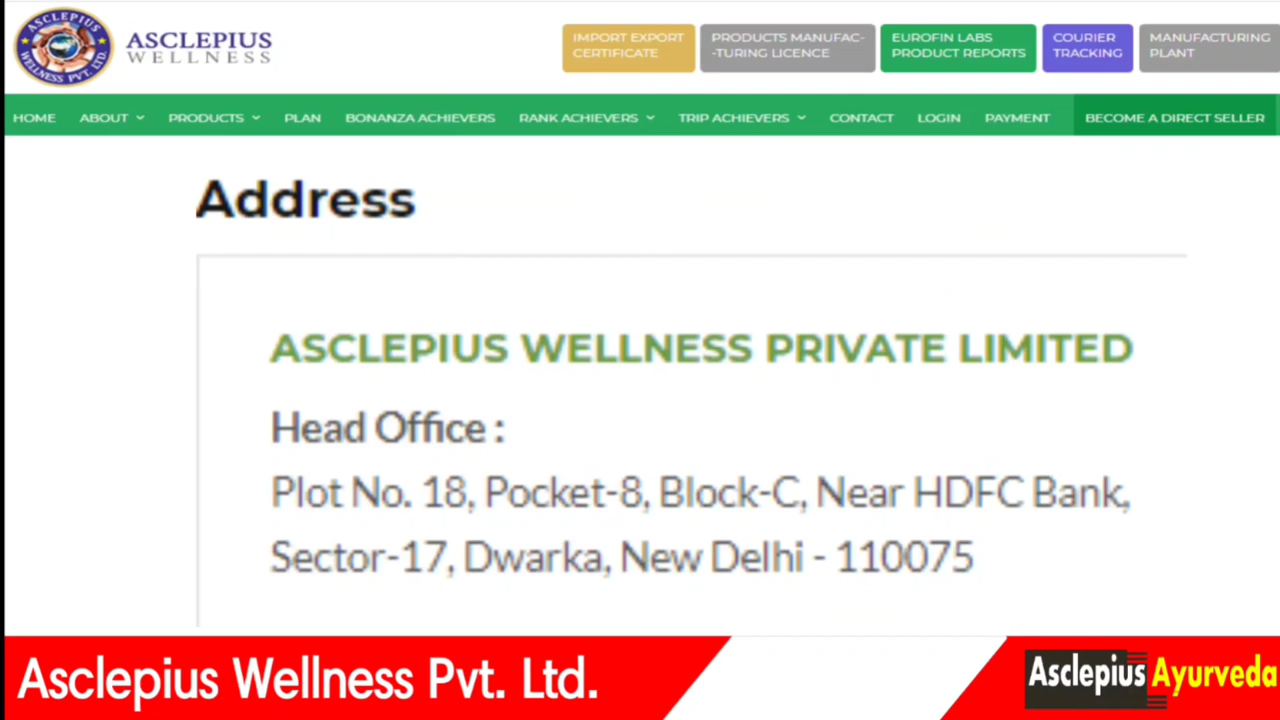 ASCLEPIUS
WELLNESS PVT. LTD.
ASCLEPIUS
WELLNESS
IMPORT EXPORT
CERTIFICATE
PRODUCTS MANUFAC-
-TURING LICENCE
EUROFIN LABS
PRODUCT REPORTS
COURIER
TRACKING
MANUFACTURING
PLANT
HOME ABOUT PRODUCTS PLAN BONANZA ACHIEVERS RANK ACHIEVERS TRIP ACHIEVERS CONTACT LOGIN PAYMENT BECOME A DIRECT SELLER
Address
ASCLEPIUS WELLNESS PRIVATE LIMITED
Head Office :
Plot No. 18, Pocket-8, Block-C, Near HDFC Bank,
Sector-17, Dwarka, New Delhi - 110075
Asclepius Wellness Pvt. Ltd.
Asclepius Ayurveda